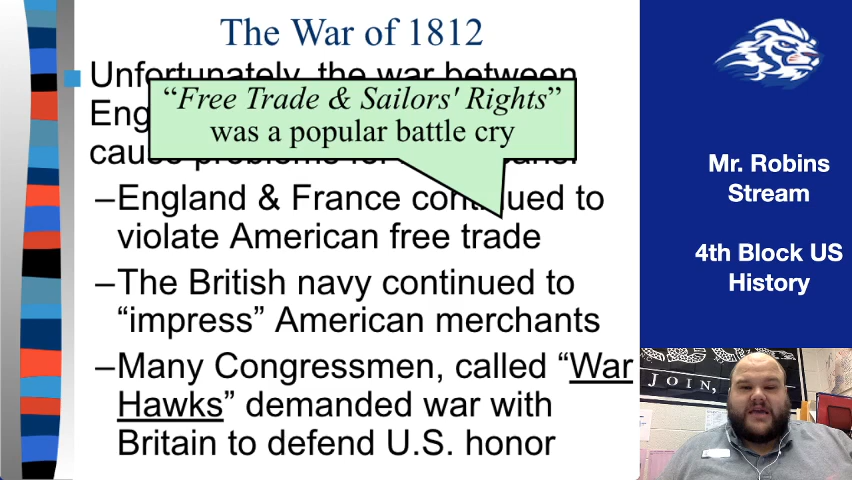 The War of 1812
Unfortunately, the war between
Eng
“Free Trade & Sailors' Rights”
was a popular battle cry
cause problems for
–England & France continued to
violate American free trade
–The British navy continued to
“impress” American merchants
–Many Congressmen, called “War
Hawks” demanded war with
Britain to defend U.S. honor
Mr. Robins
Stream
4th Block US
History
JOIN,